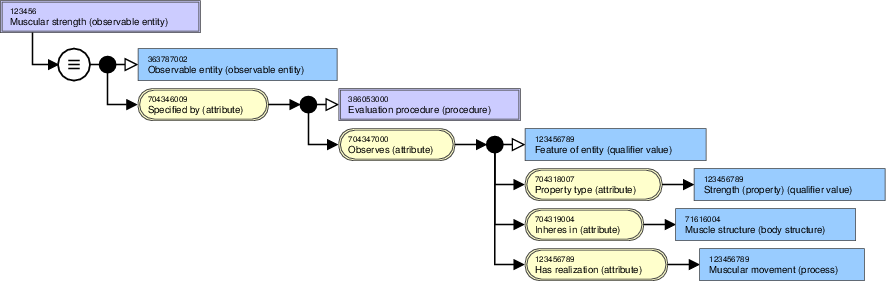 123456
Muscular strength (observable entity)
363787002
Observable entity (observable entity)
704346009
Specified by (attribute)
386053000
Evaluation procedure (procedure)
704347000
Observes (attribute)
123456789
Feature of entity (qualifier value)
704318007
Property type (attribute)
123456789
Strength (property) (qualifier value)
704319004
Inheres in (attribute)
71616004
Muscle structure (body structure)
123456789
Has realization (attribute)
123456789
Muscular movement (process)